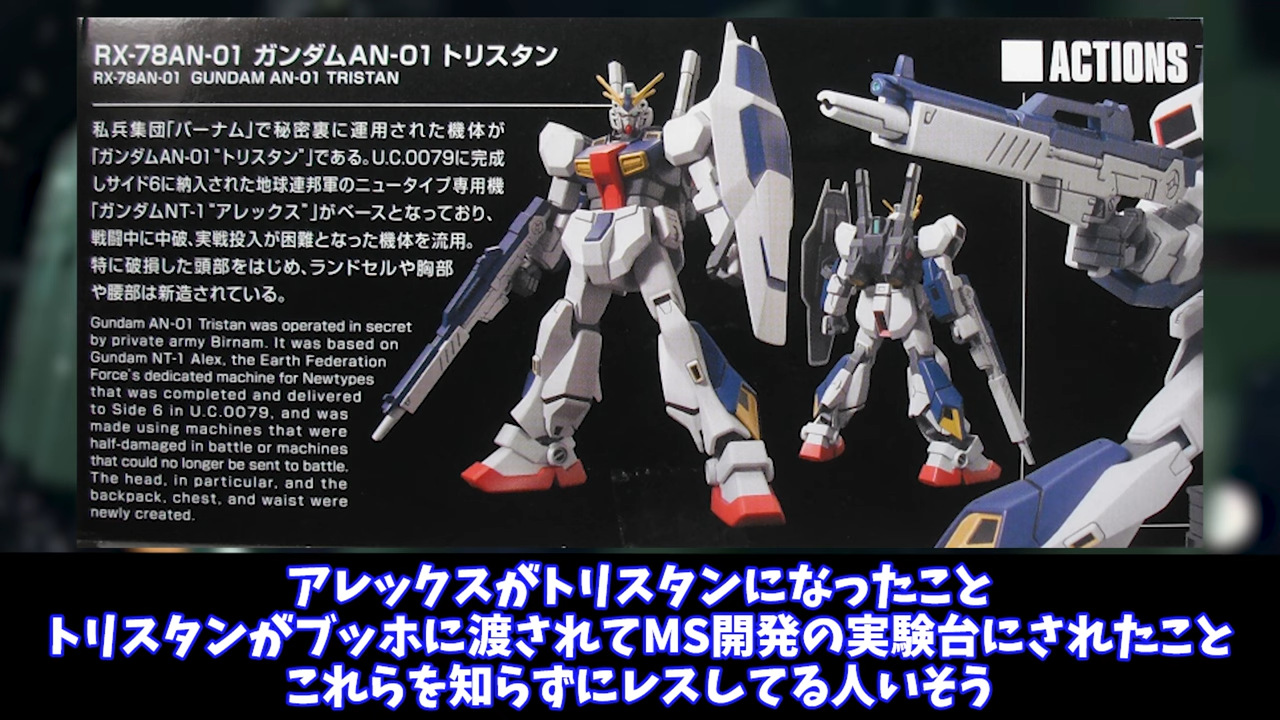 RX-78AN-01 ガンダムAN-01 トリスタン
RX-78AN-01 GUNDAM AN-01 TRISTAN
私兵集団「バーナム」で秘密裏に運用された機体が
「ガンダムAN-01"トリスタン"」である。U.C.0079に完成
しサイド6に納入された地球連邦軍のニュータイプ専用機
「ガンダムNT-1"アレックス"」がベースとなっており、
戦闘中に中破、実戦投入が困難となった機体を流用。
特に破損した頭部をはじめ、ランドセルや胸部
や腰部は新造されている。
Gundam AN-01 Tristan was operated in secret
by private army Birnam. It was based on
Gundam NT-1 Alex, the Earth Federation
Force's dedicated machine for Newtypes
that was completed and delivered
to Side 6 in U.C.0079, and was
made using machines that were
half-damaged in battle or machines
that could no longer be sent to battle.
The head, in particular, and the
backpack, chest, and waist were
newly created.
ACTIONS
アレックスがトリスタンになったこと
トリスタンがブッホに渡されてMS開発の実験台にされたこと
これらを知らずにレスしてる人いそう